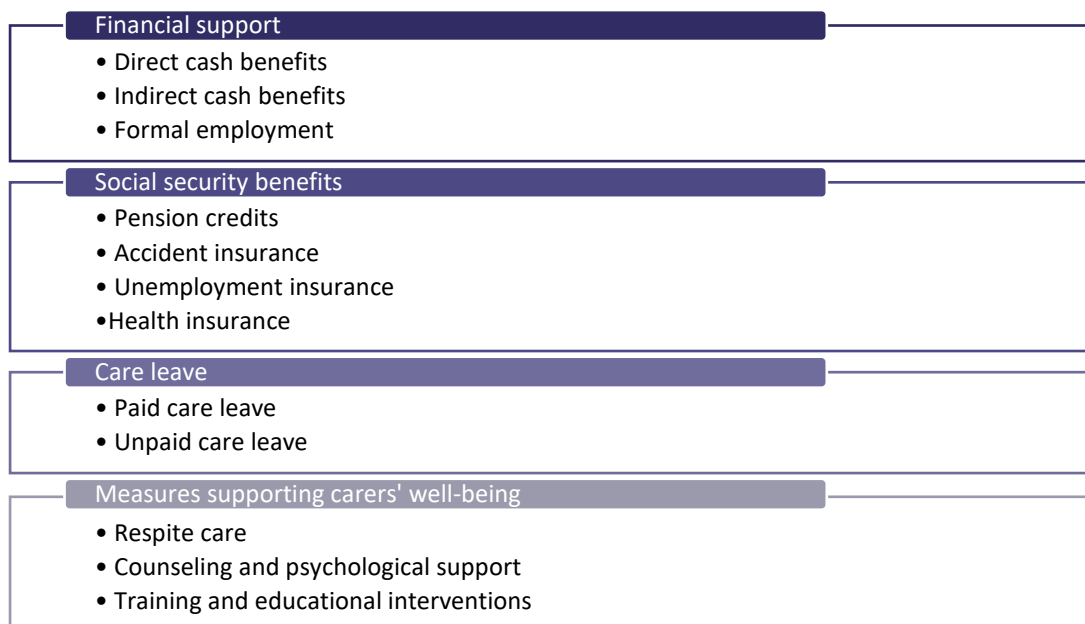 Financial support
• Direct cash benefits
• Indirect cash benefits
• Formal employment
Social security benefits
• Pension credits
• Accident insurance
• Unemployment insurance
•Health insurance
Care leave
• Paid care leave
• Unpaid care leave
Measures supporting carers' well-being
• Respite care
• Counseling and psychological support
• Training and educational interventions